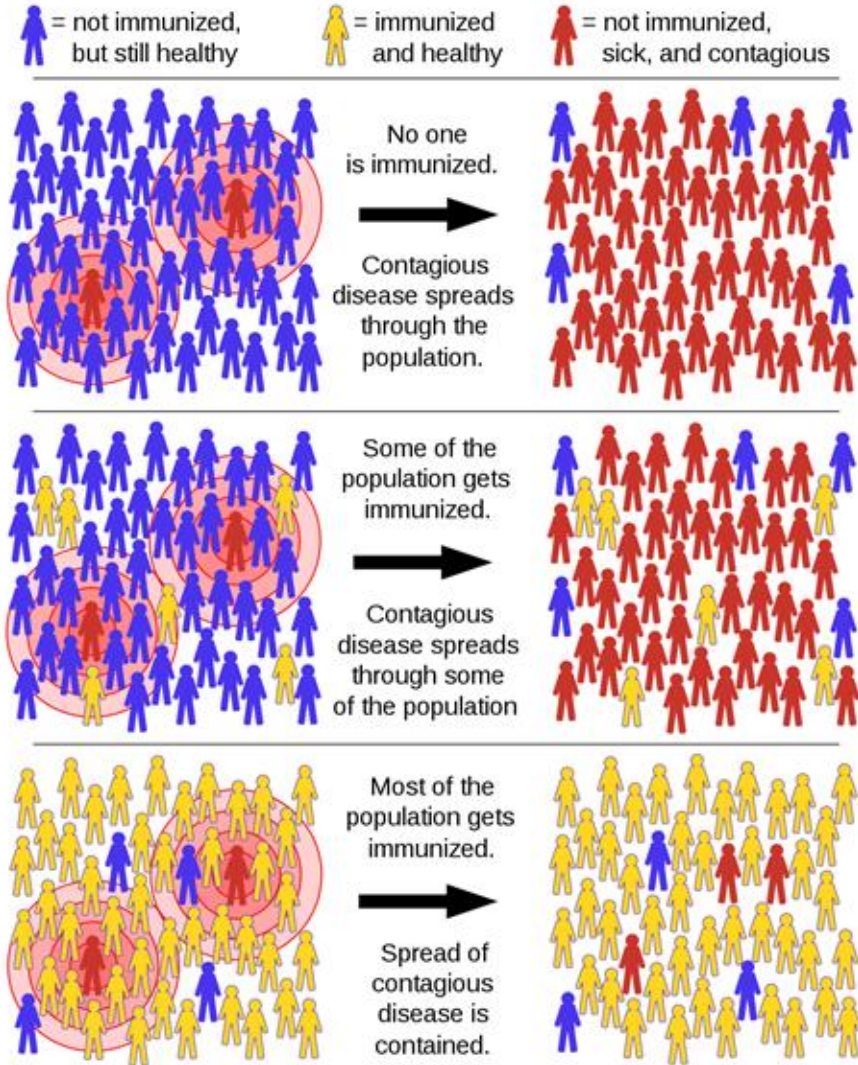 = not immunized,
but still healthy
= immunized
and healthy
= not immunized,
sick, and contagious
No one
is immunized.
Contagious
disease spreads
through the
population.
Some of the
population gets
immunized.
Contagious
disease spreads
through some
of the population
Most of the
population gets
immunized.
Spread of
contagious
disease is
contained.